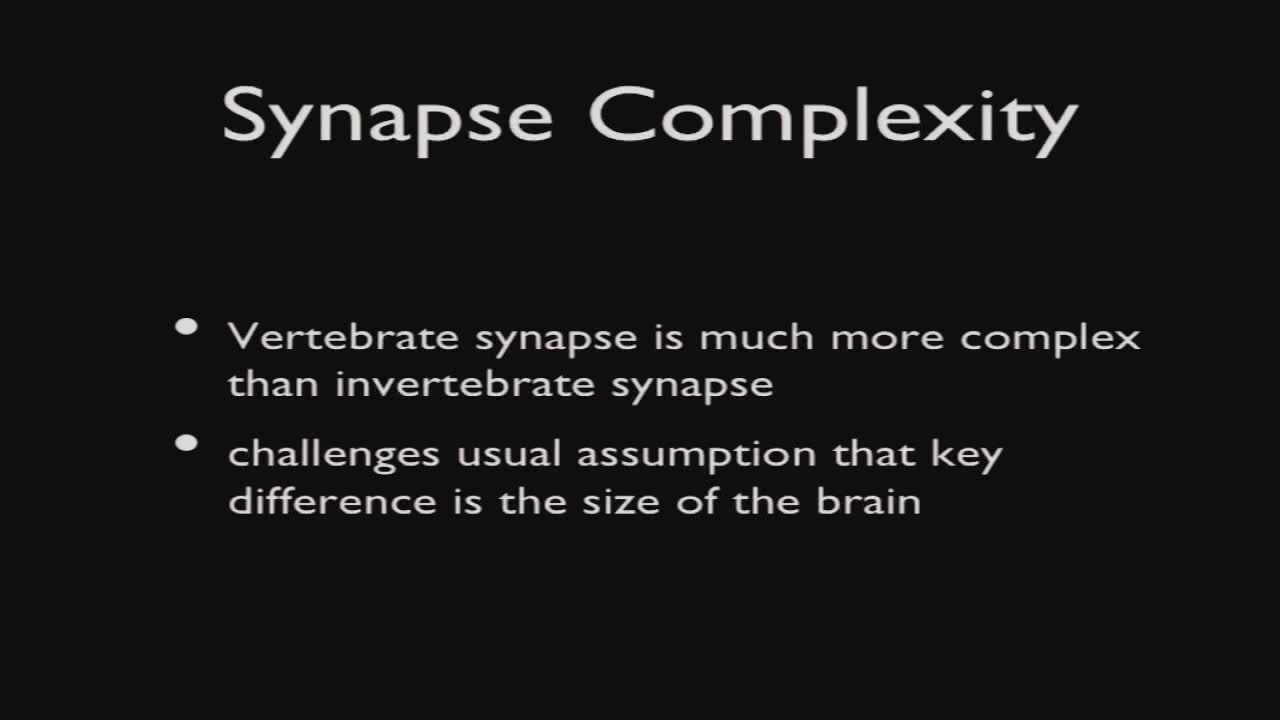 Synapse Complexity
• Vertebrate synapse is much more complex
than invertebrate synapse
• challenges usual assumption that key
difference is the size of the brain